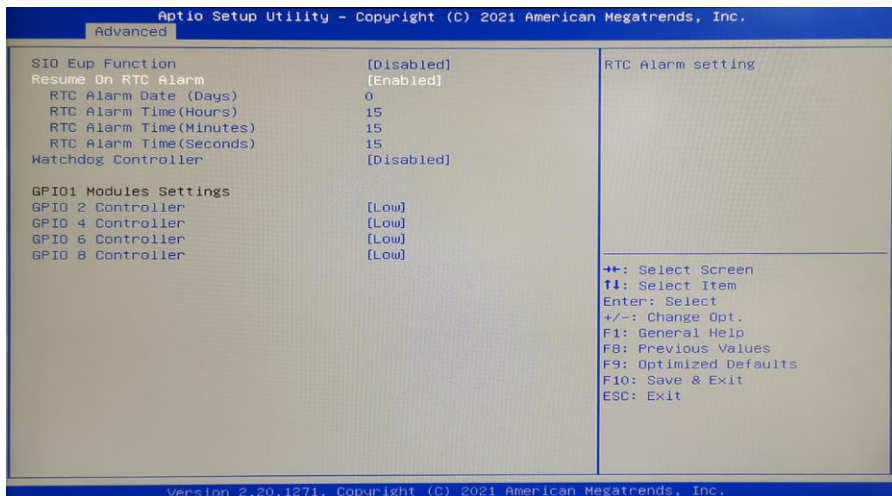 Aptio Setup Utility – Copyright (C) 2021 American Megatrends, Inc.
Advanced
SIO Eup Function [Disabled]
Resume On RTC Alarm [Enabled]
RTC Alarm Date (Days) 0
RTC Alarm Time(Hours) 15
RTC Alarm Time(Minutes) 15
RTC Alarm Time(Seconds) 15
Watchdog Controller [Disabled]
GPIO1 Modules Settings
GPIO 2 Controller [Low]
GPIO 4 Controller [Low]
GPIO 6 Controller [Low]
GPIO 8 Controller [Low]
RTC Alarm setting
→←: Select Screen
↑↓: Select Item
Enter: Select
+/-: Change Opt.
F1: General Help
F8: Previous Values
F9: Optimized Defaults
F10: Save & Exit
ESC: Exit
Version 2.20.1271. Copyright (C) 2021 American Megatrends, Inc.